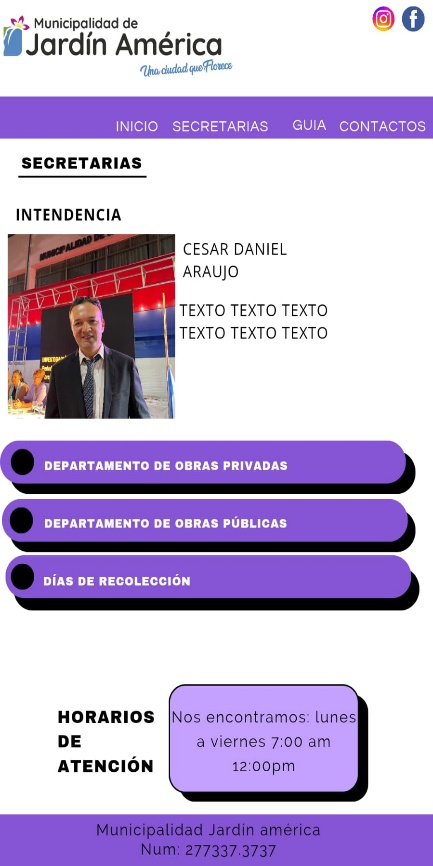 Municipalidad de
Jardín América
Una ciudad que Florece
INICIO SECRETARIAS GUIA CONTACTOS
SECRETARIAS
INTENDENCIA
CESAR DANIEL
ARAUJO
TEXTO TEXTO TEXTO
TEXTO TEXTO TEXTO
DEPARTAMENTO DE OBRAS PRIVADAS
DEPARTAMENTO DE OBRAS PÚBLICAS
DÍAS DE RECOLECCIÓN
HORARIOS
DE
ATENCIÓN
Nos encontramos: lunes
a viernes 7:00 am
12:00pm
Municipalidad Jardin américa
Num: 277337.3737